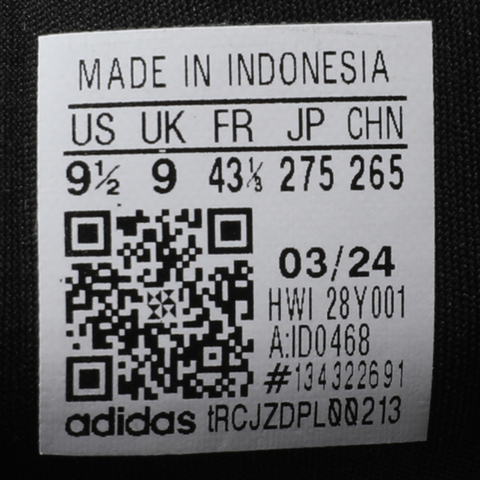 MADE IN INDONESIA
US UK FR JP CHN
9½ 9 43⅓ 275 265
03/24
HWI 28Y001
A:ID0468
#134322691
adidas tRCJZDPL00213